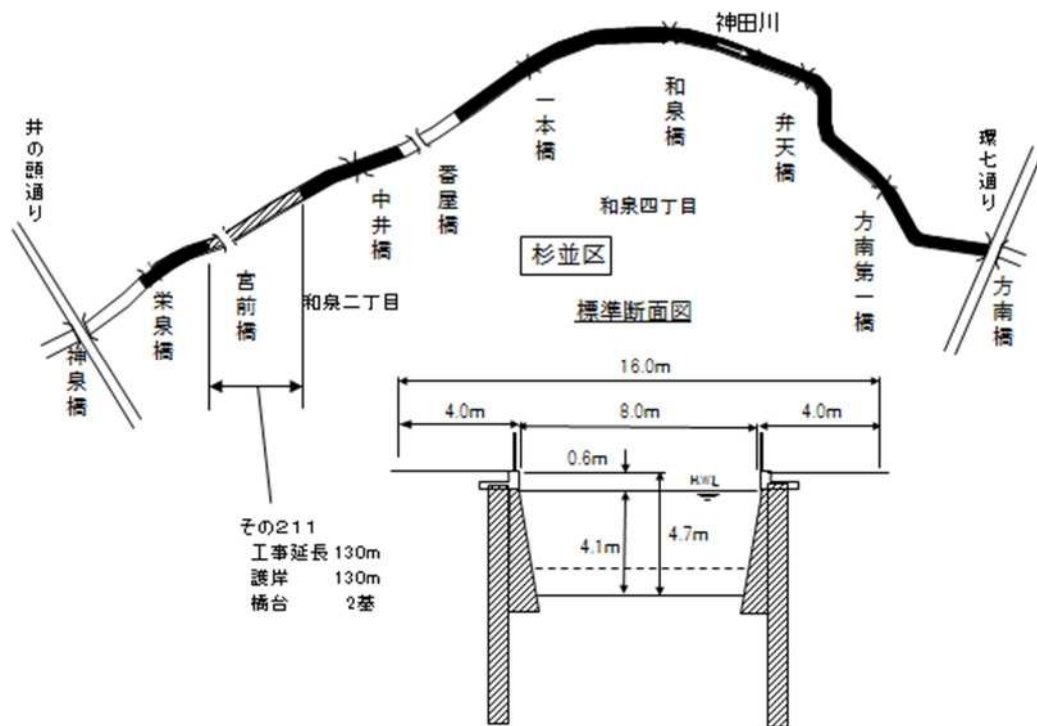 神田川
井の頭通り
環七通り
一本橋
和泉橋
弁天橋
番屋橋
中井橋
宮前橋
栄泉橋
神泉橋
方南第一橋
方南橋
和泉四丁目
杉並区
和泉二丁目
標準断面図
16.0m
4.0m
8.0m
4.0m
0.6m
H.W.L
4.1m
4.7m
その211
工事延長 130m
護岸 130m
橋台 2基